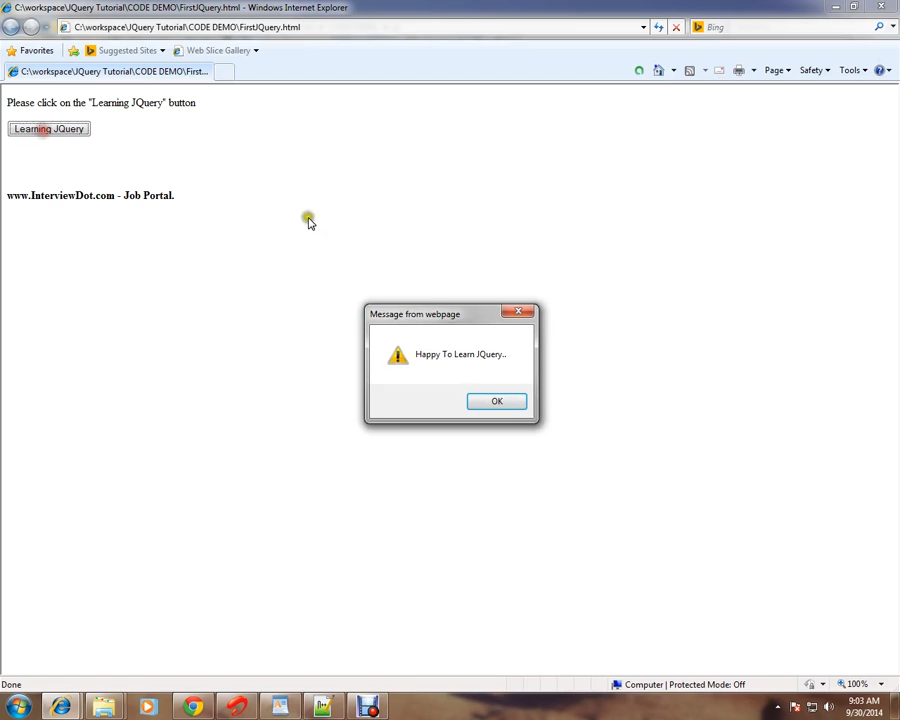 C:\workspace\JQuery Tutorial\CODE DEMO\FirstJQuery.html - Windows Internet Explorer
C:\workspace\JQuery Tutorial\CODE DEMO\FirstJQuery.html
Bing
Favorites
Suggested Sites
Web Slice Gallery
C:\workspace\JQuery Tutorial\CODE DEMO\First...
Page
Safety
Tools
Please click on the "Learning JQuery" button
Learning JQuery
www.InterviewDot.com - Job Portal.
Message from webpage
Happy To Learn JQuery..
OK
Done
Computer | Protected Mode: Off
100%
9:03 AM
9/30/2014